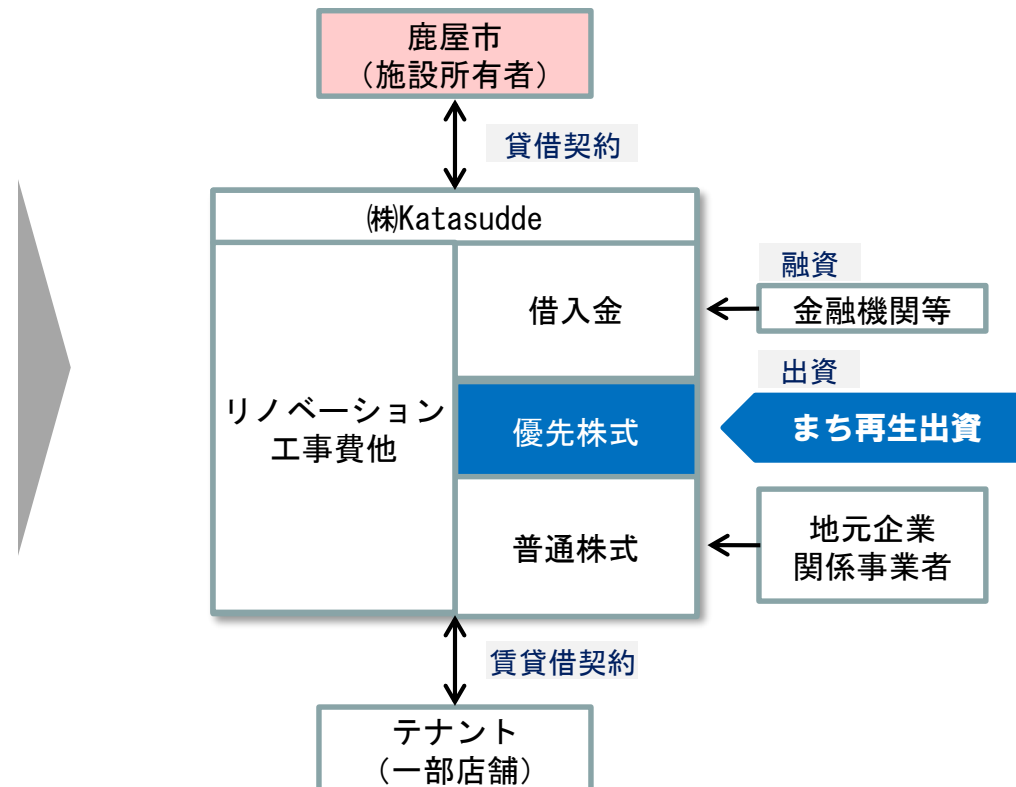 鹿屋市
（施設所有者）
貸借契約
㈱Katasudde
融資
借入金
金融機関等
出資
リノベーション
工事費他
優先株式
まち再生出資
普通株式
地元企業
関係事業者
賃貸借契約
テナント
（一部店舗）